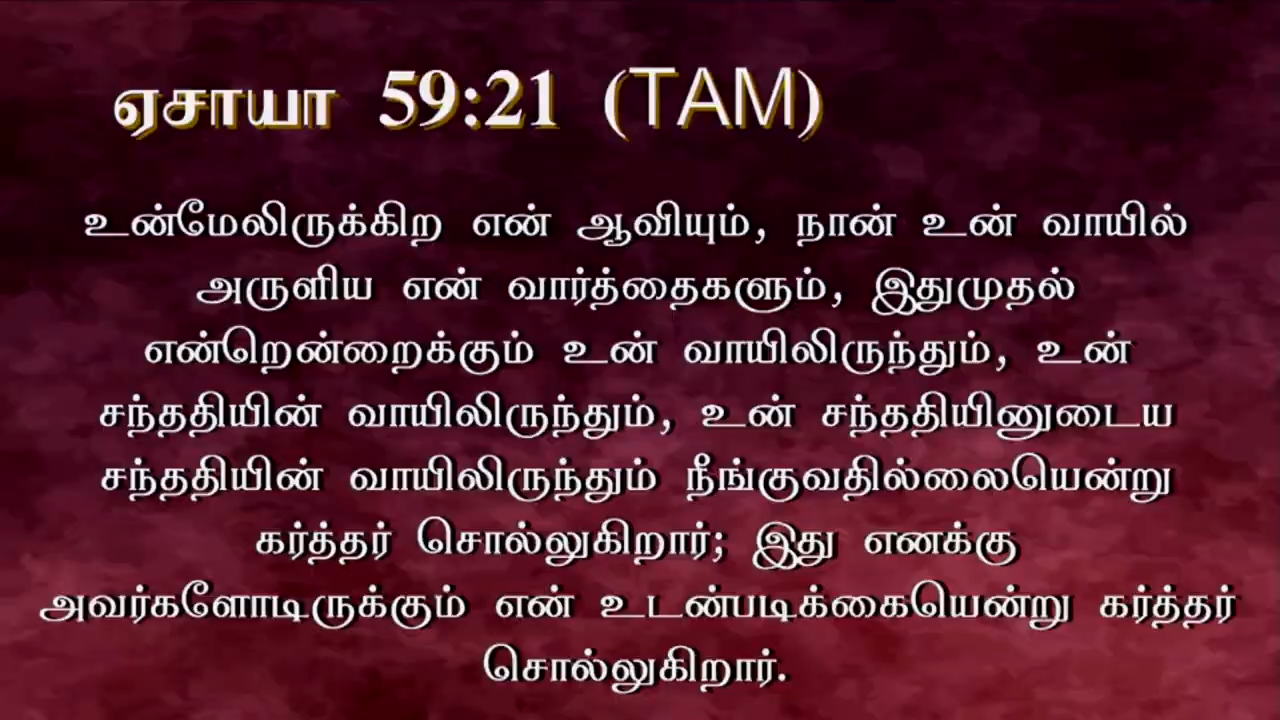 ஏசாயா 59:21 (TAM)
உன்மேலிருக்கிற என் ஆவியும், நான் உன் வாயில்
அருளிய என் வார்த்தைகளும், இதுமுதல்
என்றென்றைக்கும் உன் வாயிலிருந்தும், உன்
சந்ததியின் வாயிலிருந்தும், உன் சந்ததியினுடைய
சந்ததியின் வாயிலிருந்தும் நீங்குவதில்லையென்று
கர்த்தர் சொல்லுகிறார்; இது எனக்கு
அவர்களோடிருக்கும் என் உடன்படிக்கையென்று கர்த்தர்
சொல்லுகிறார்.